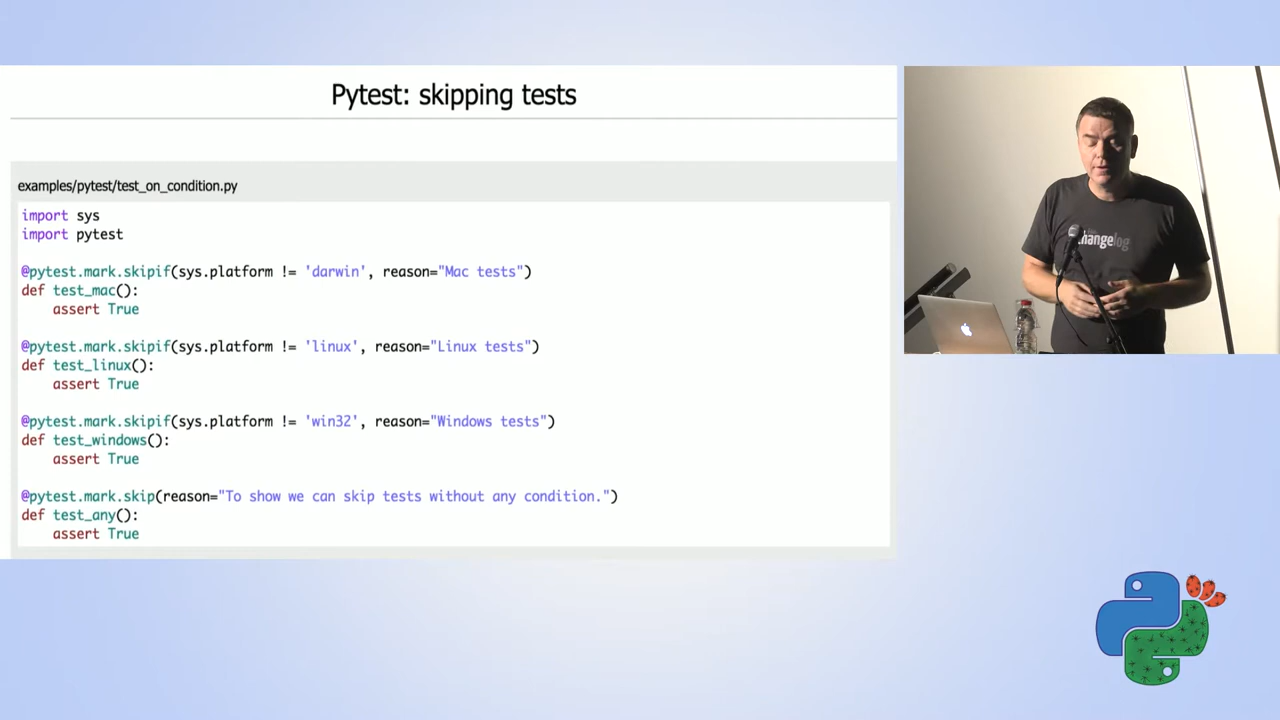 Pytest: skipping tests
examples/pytest/test_on_condition.py
import sys
import pytest
@pytest.mark.skipif(sys.platform != 'darwin', reason="Mac tests")
def test_mac():
    assert True
@pytest.mark.skipif(sys.platform != 'linux', reason="Linux tests")
def test_linux():
    assert True
@pytest.mark.skipif(sys.platform != 'win32', reason="Windows tests")
def test_windows():
    assert True
@pytest.mark.skip(reason="To show we can skip tests without any condition.")
def test_any():
    assert True
changelog